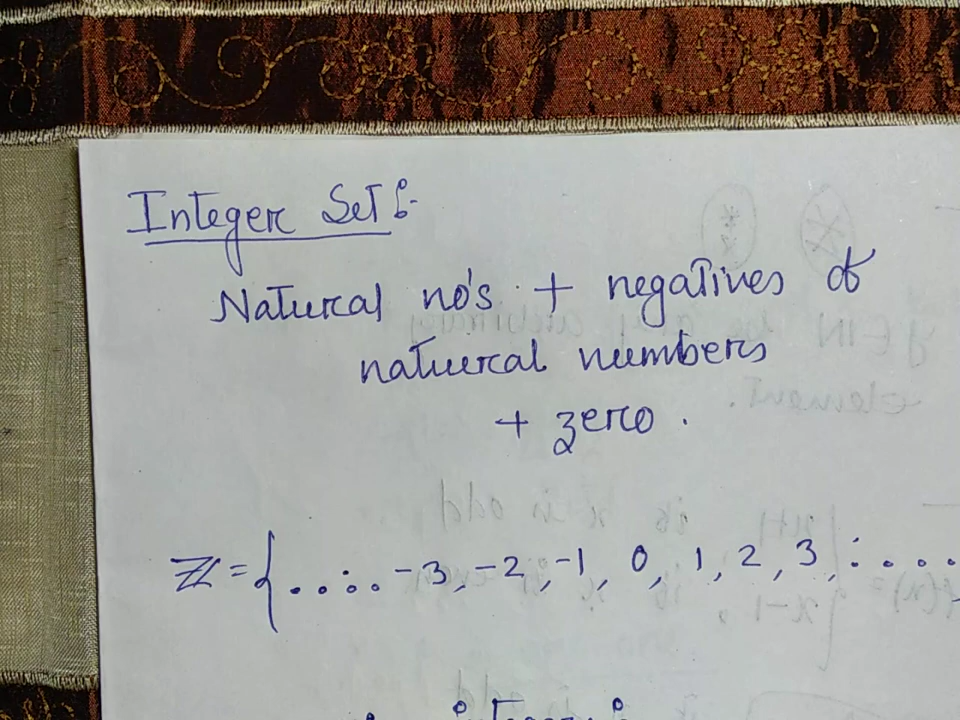 Integer Set :-
Natural no's + negatives of
natural numbers
+ zero.
ℤ = { ..... -3, -2, -1, 0, 1, 2, 3, .....